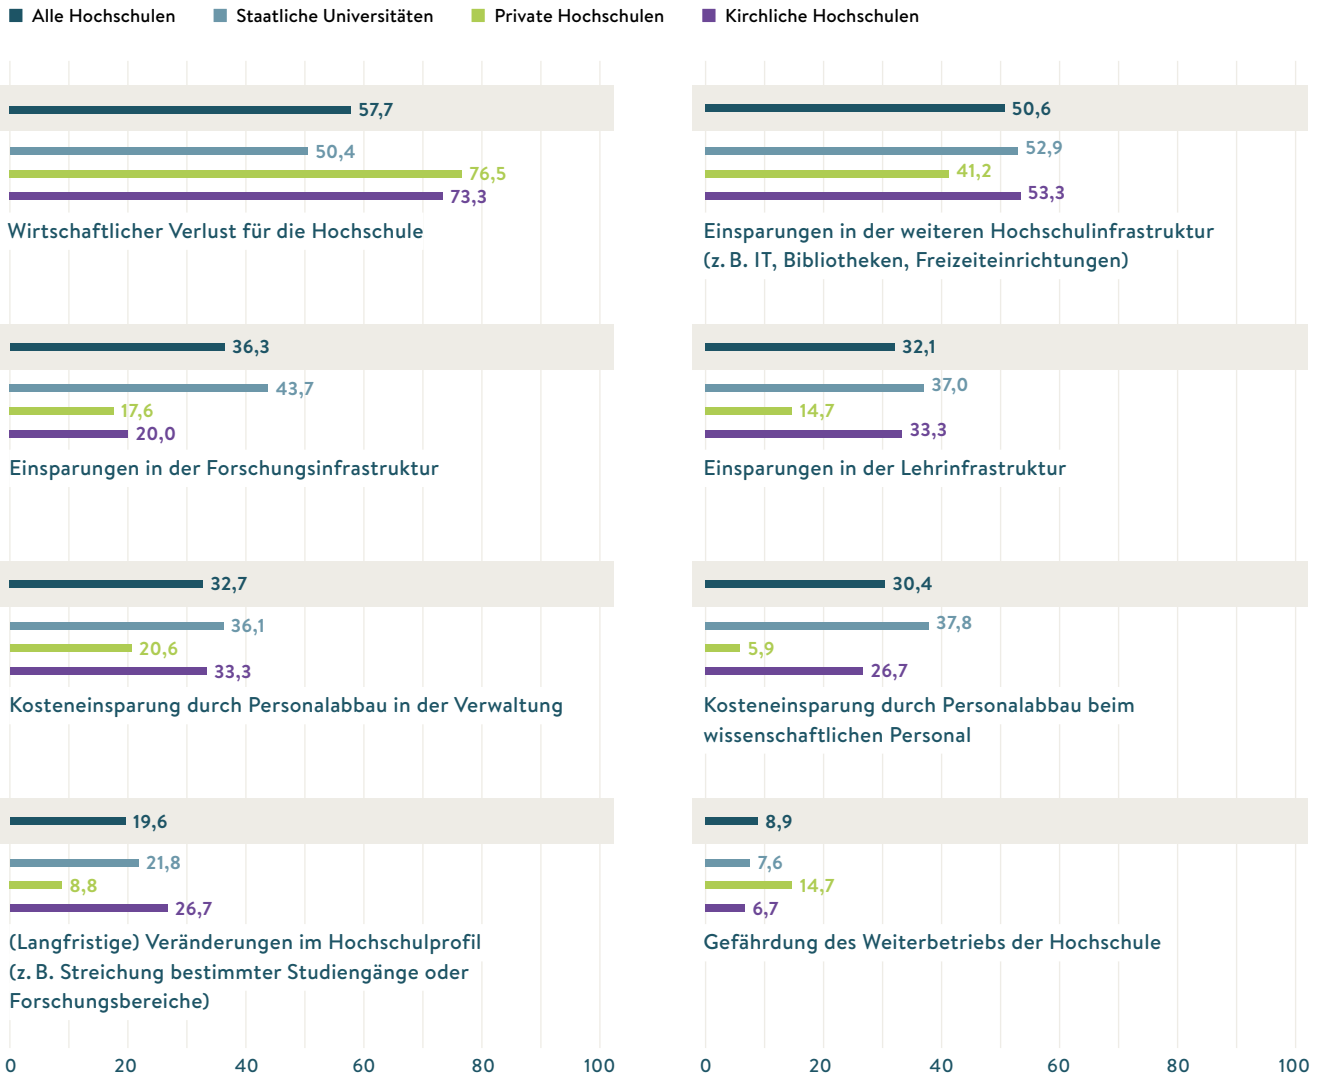 Alle Hochschulen Staatliche Universitäten Private Hochschulen Kirchliche Hochschulen
57,7
50,4
76,5
73,3
Wirtschaftlicher Verlust für die Hochschule
50,6
52,9
41,2
53,3
Einsparungen in der weiteren Hochschulinfrastruktur
(z. B. IT, Bibliotheken, Freizeiteinrichtungen)
36,3
43,7
17,6
20,0
Einsparungen in der Forschungsinfrastruktur
32,1
37,0
14,7
33,3
Einsparungen in der Lehrinfrastruktur
32,7
36,1
20,6
33,3
Kosteneinsparung durch Personalabbau in der Verwaltung
30,4
37,8
5,9
26,7
Kosteneinsparung durch Personalabbau beim
wissenschaftlichen Personal
19,6
21,8
8,8
26,7
(Langfristige) Veränderungen im Hochschulprofil
(z. B. Streichung bestimmter Studiengänge oder
Forschungsbereiche)
8,9
7,6
14,7
6,7
Gefährdung des Weiterbetriebs der Hochschule
0 20 40 60 80 100
0 20 40 60 80 100